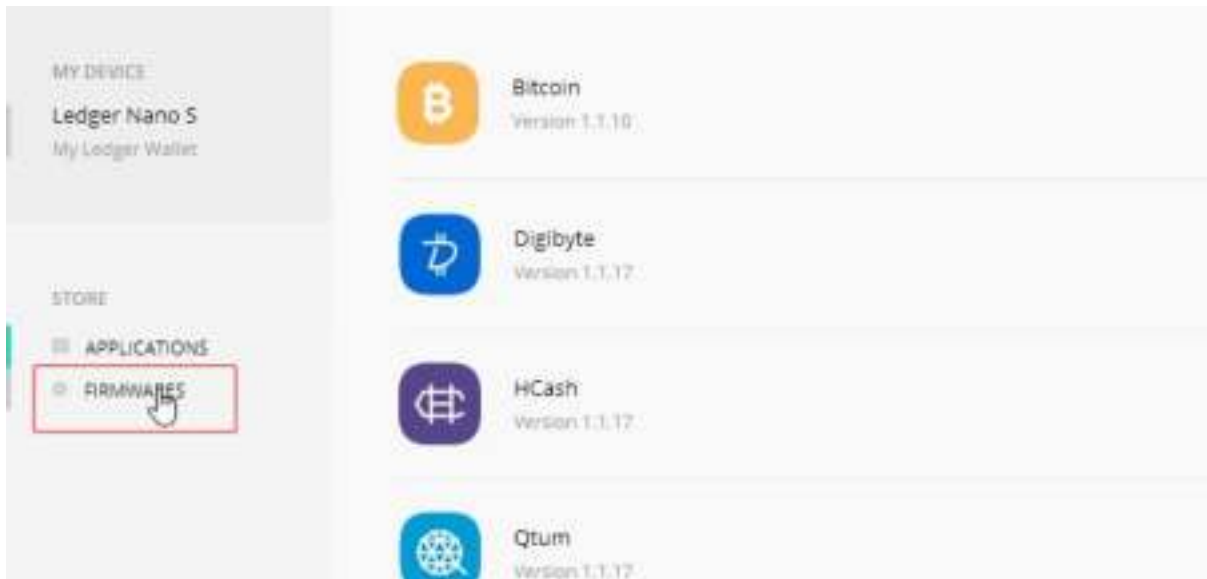 MY DEVICE
Ledger Nano S
My Ledger Wallet
STORE
APPLICATIONS
FIRMWARES
Bitcoin
Version 1.1.10
Digibyte
Version 1.1.17
HCash
Version 1.1.17
Qtum
Version 1.1.17